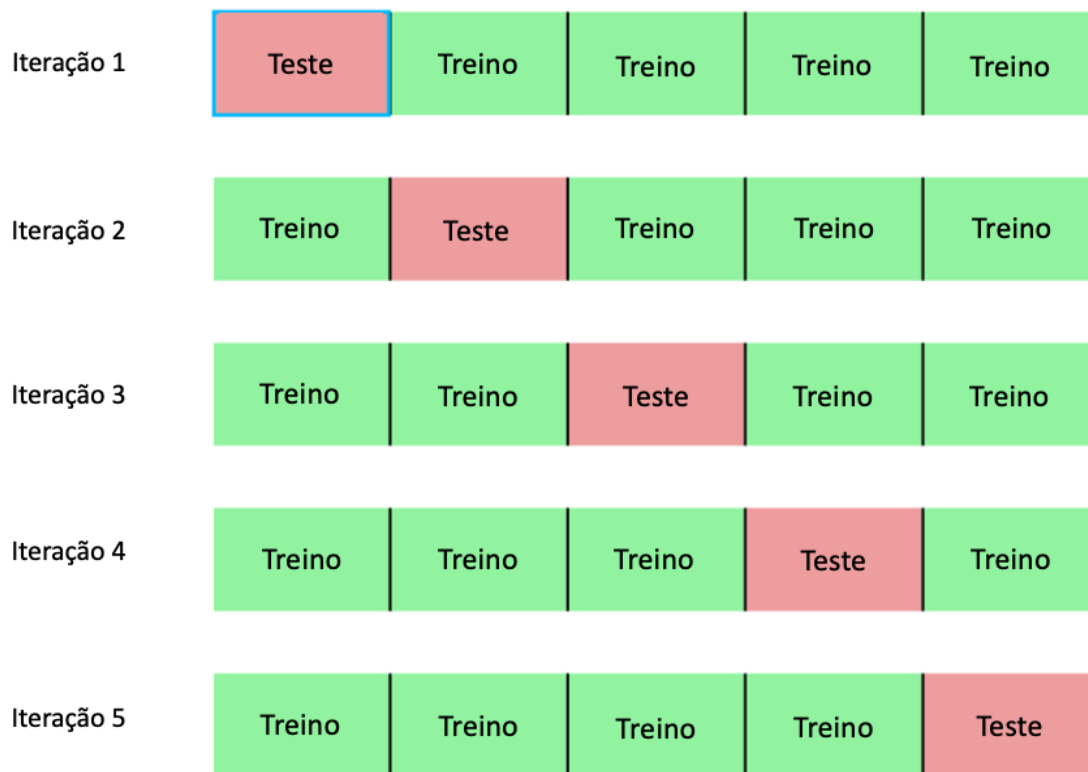 Iteração 1 Teste Treino Treino Treino Treino
Iteração 2 Treino Teste Treino Treino Treino
Iteração 3 Treino Treino Teste Treino Treino
Iteração 4 Treino Treino Treino Teste Treino
Iteração 5 Treino Treino Treino Treino Teste